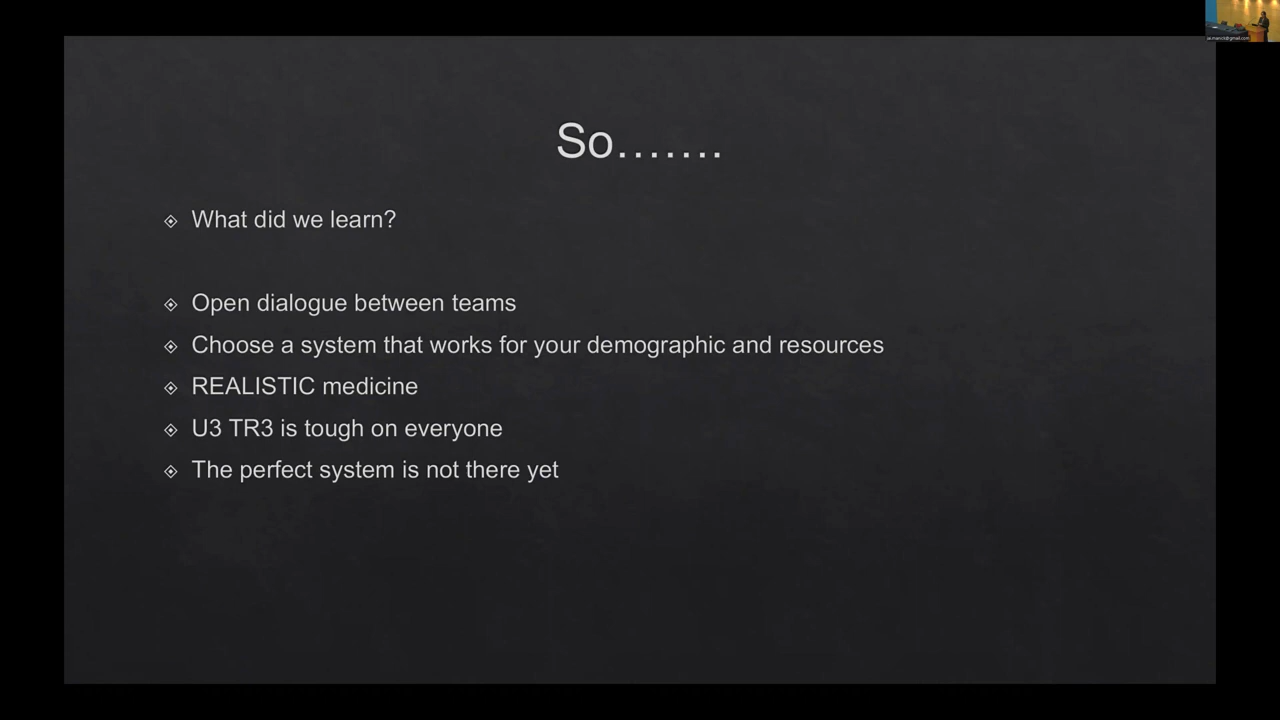 So.......
What did we learn?
Open dialogue between teams
Choose a system that works for your demographic and resources
REALISTIC medicine
U3 TR3 is tough on everyone
The perfect system is not there yet